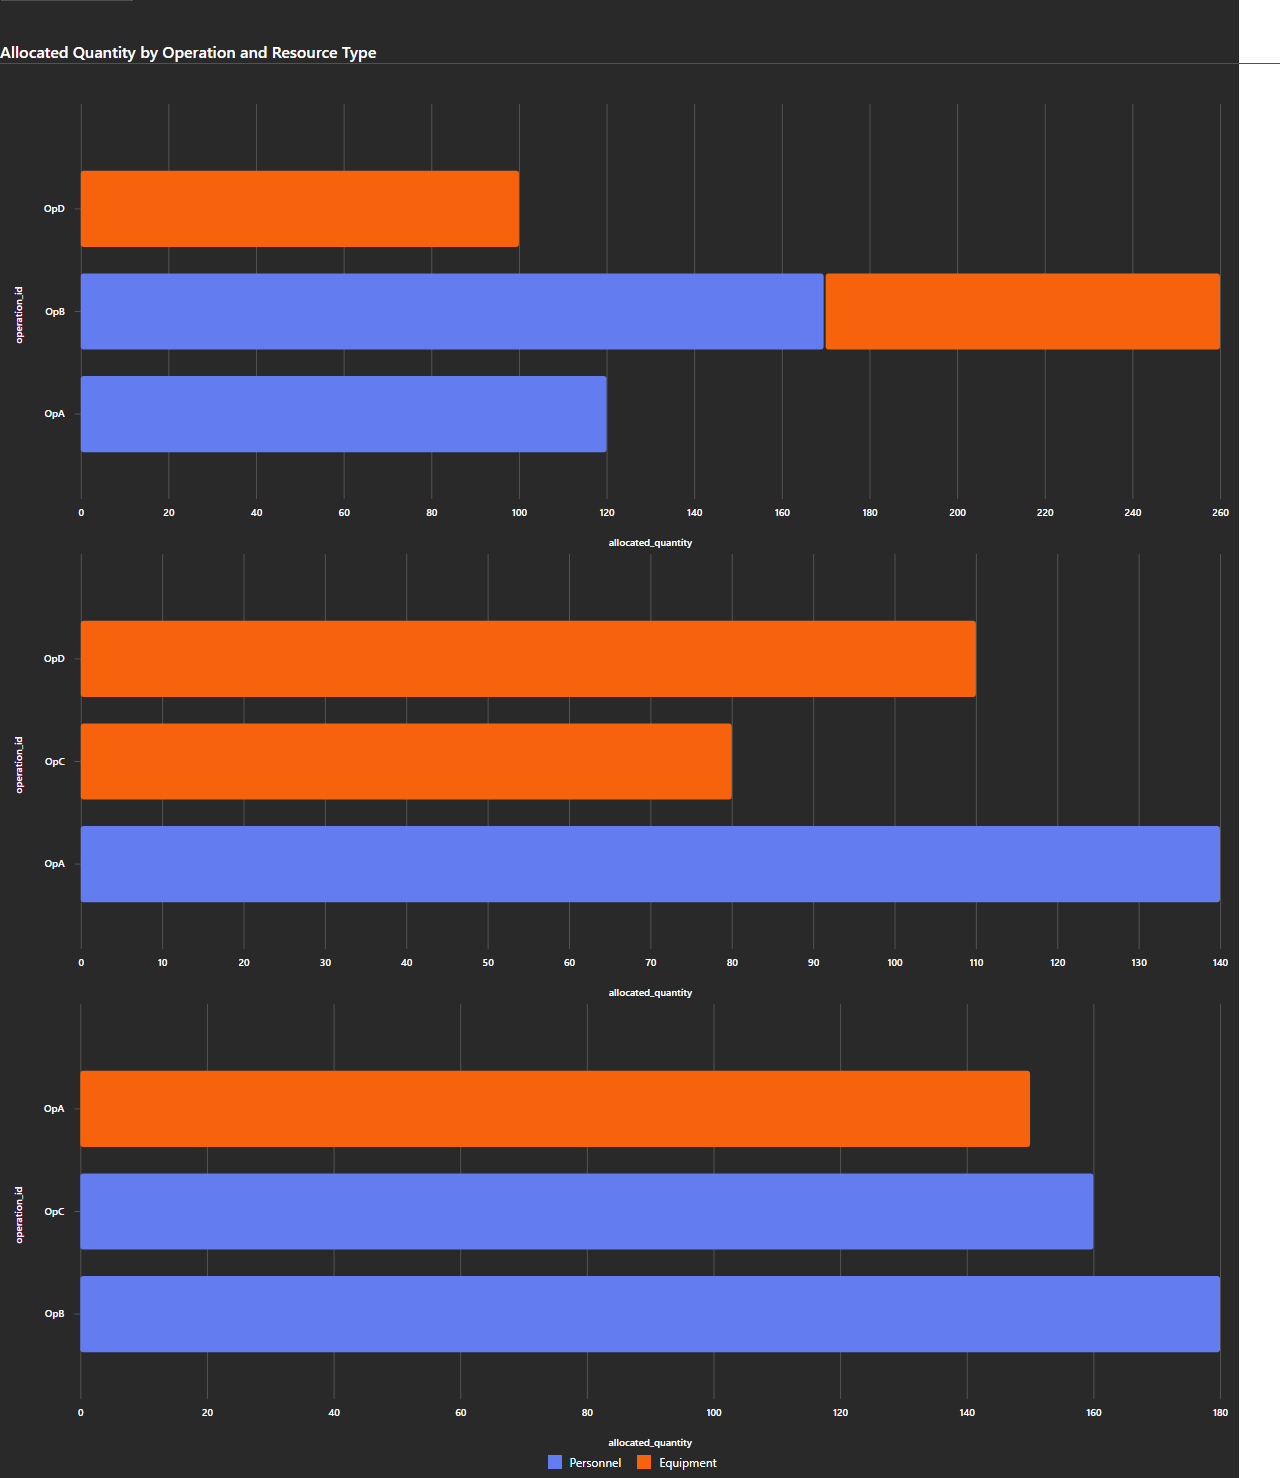 Allocated Quantity by Operation and Resource Type
operation_id
OpD
OpB
OpA
0 20 40 60 80 100 120 140 160 180 200 220 240 260
allocated_quantity
operation_id
OpD
OpC
OpA
0 10 20 30 40 50 60 70 80 90 100 110 120 130 140
allocated_quantity
operation_id
OpA
OpC
OpB
0 20 40 60 80 100 120 140 160 180
allocated_quantity
Personnel Equipment